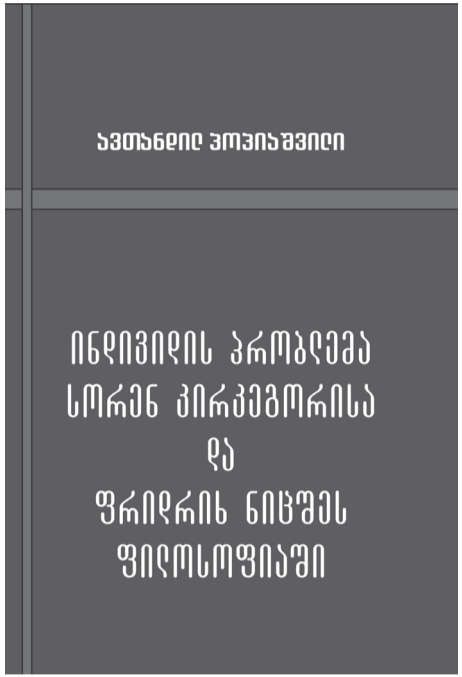 ავთანდილ პოპიაშვილი
ინდივიდის პრობლემა
სორენ კირკეგორისა
და
ფრიდრიხ ნიცშეს
ფილოსოფიაში